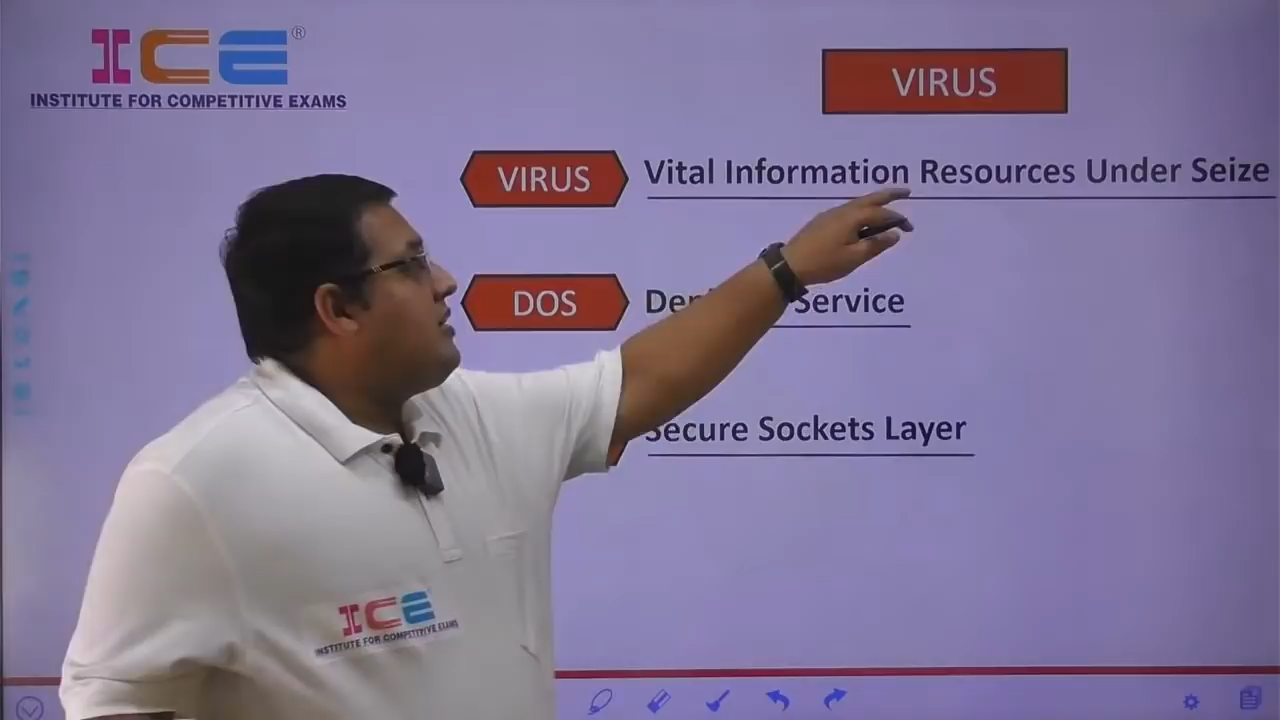 ICE®
INSTITUTE FOR COMPETITIVE EXAMS
VIRUS
VIRUS Vital Information Resources Under Seize
DOS Service
Secure Sockets Layer
ICE
INSTITUTE FOR COMPETITIVE EXAMS